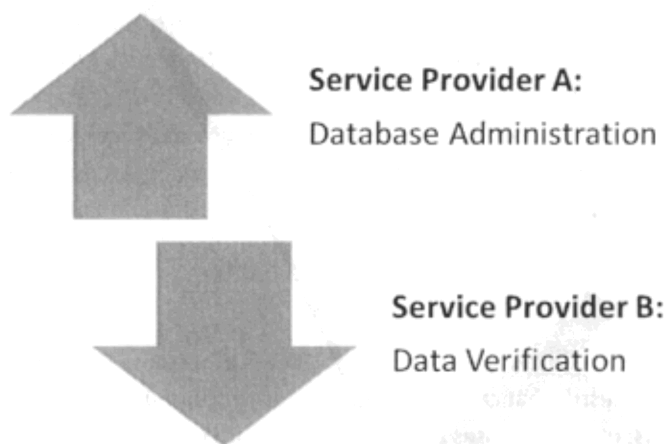 Service Provider A:
Database Administration
Service Provider B:
Data Verification